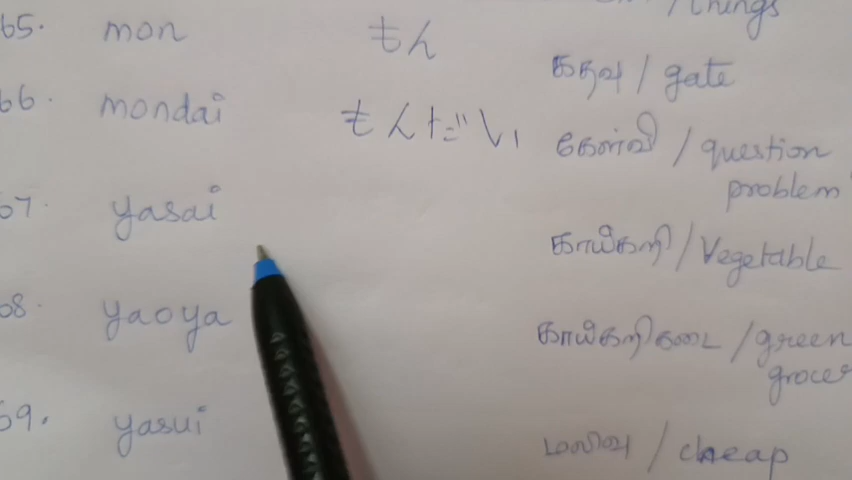 / things
65. mon もん கதவு / gate
66. mondai もんだい கேள்வி / question
problem
67. yasai காய்கறி / Vegetable
68. yaoya காய்கறிகடை / green
grocer
69. yasui மலிவு / cheap